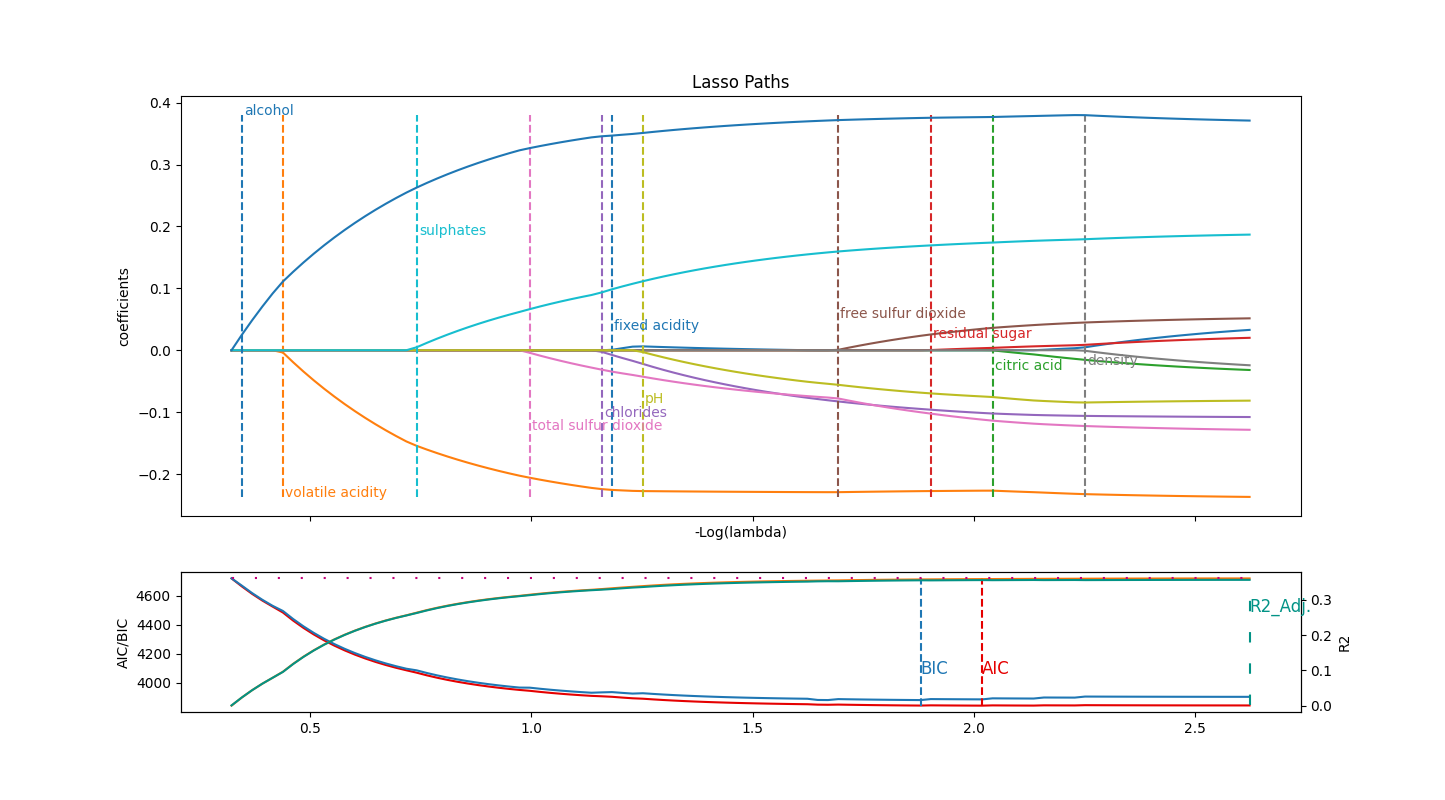 Lasso Paths
0.4
0.3
0.2
0.1
0.0
−0.1
−0.2
coefficients
alcohol
sulphates
fixed acidity
free sulfur dioxide
residual sugar
density
citric acid
pH
chlorides
total sulfur dioxide
volatile acidity
-Log(lambda)
4600
4400
4200
4000
AIC/BIC
BIC
AIC
R2_Adj.
0.3
0.2
0.1
0.0
R2
0.5
1.0
1.5
2.0
2.5